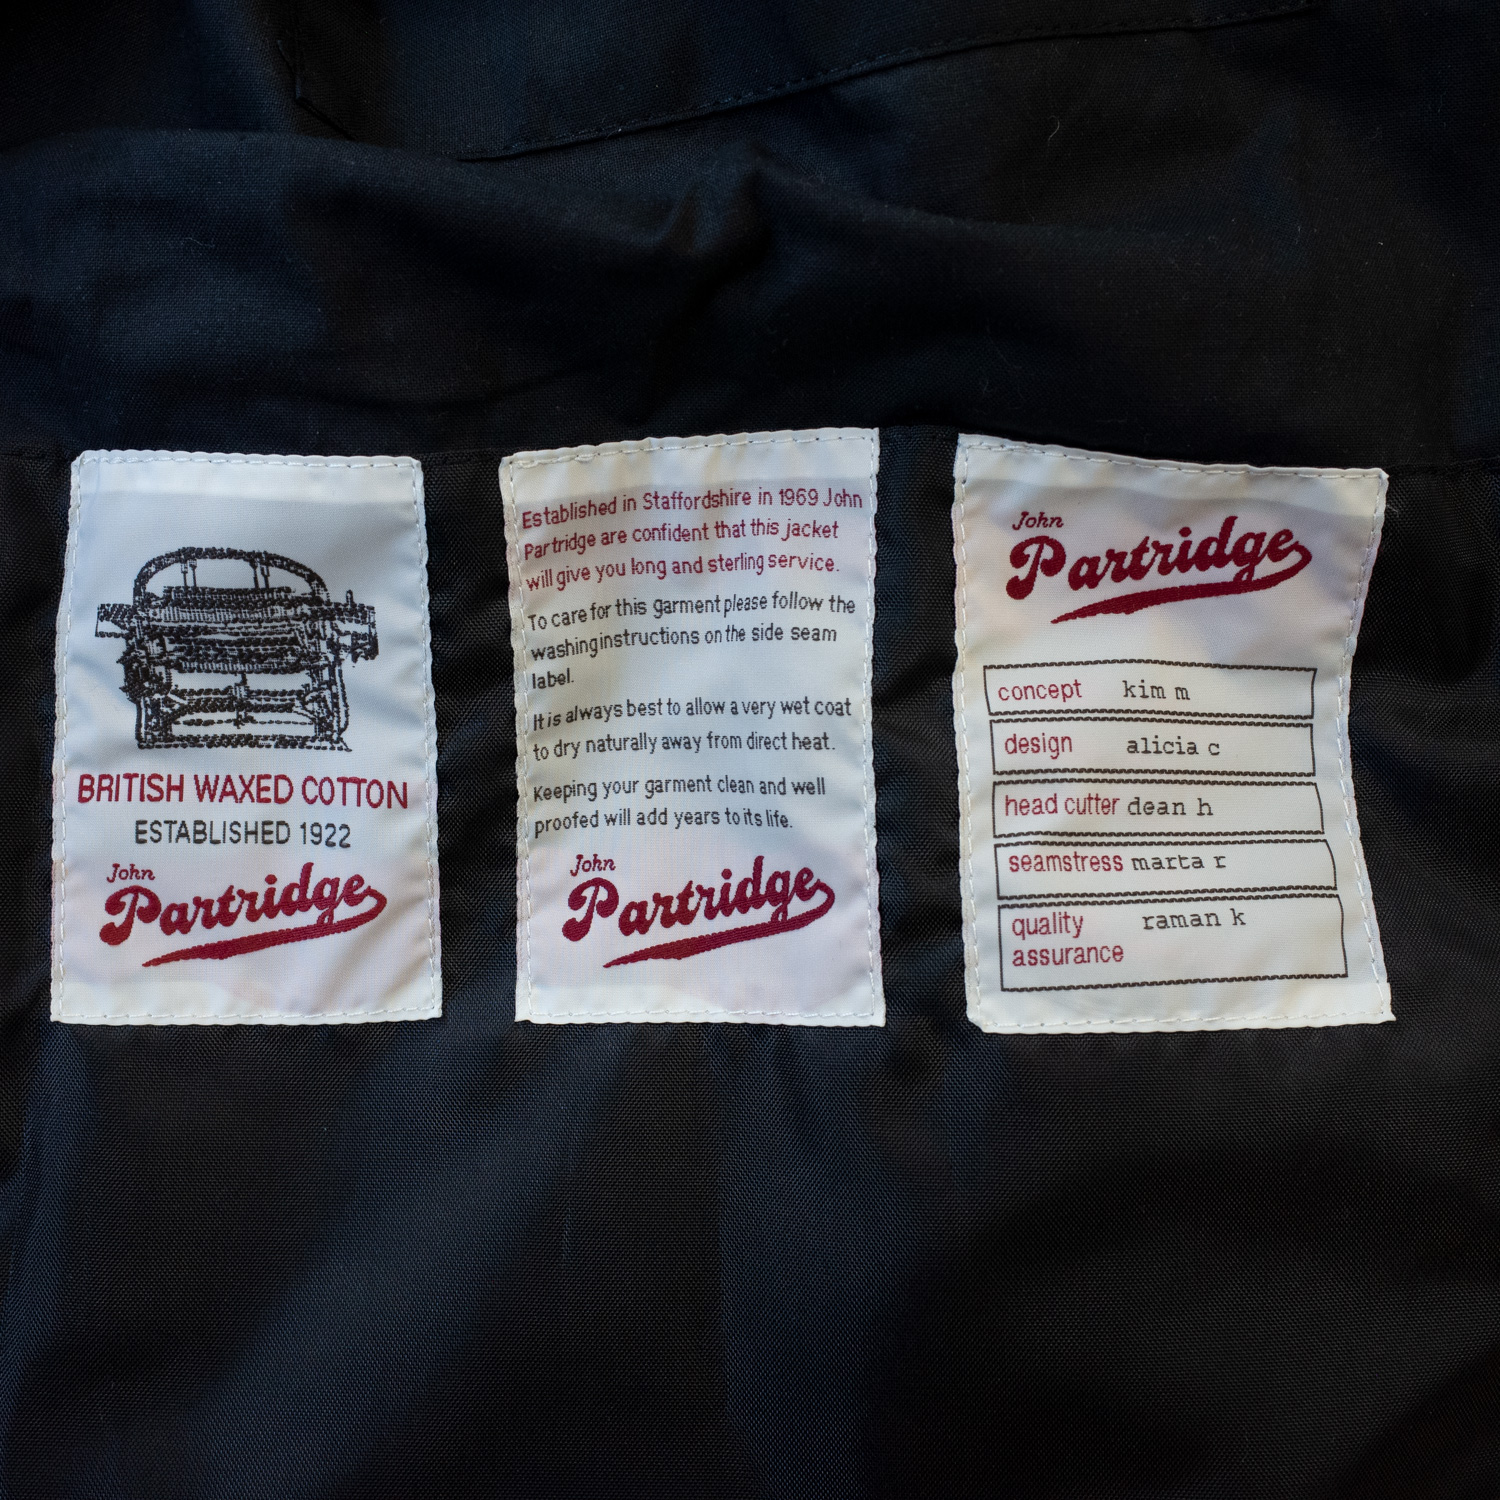 BRITISH WAXED COTTON
ESTABLISHED 1922
John
Partridge
Established in Staffordshire in 1969 John
Partridge are confident that this jacket
will give you long and sterling service.
To care for this garment please follow the
washing instructions on the side seam
label.
It is always best to allow a very wet coat
to dry naturally away from direct heat.
Keeping your garment clean and well
proofed will add years to its life.
John
Partridge
John
Partridge
concept kim m
design alicia c
head cutter dean h
seamstress marta r
quality raman k
assurance